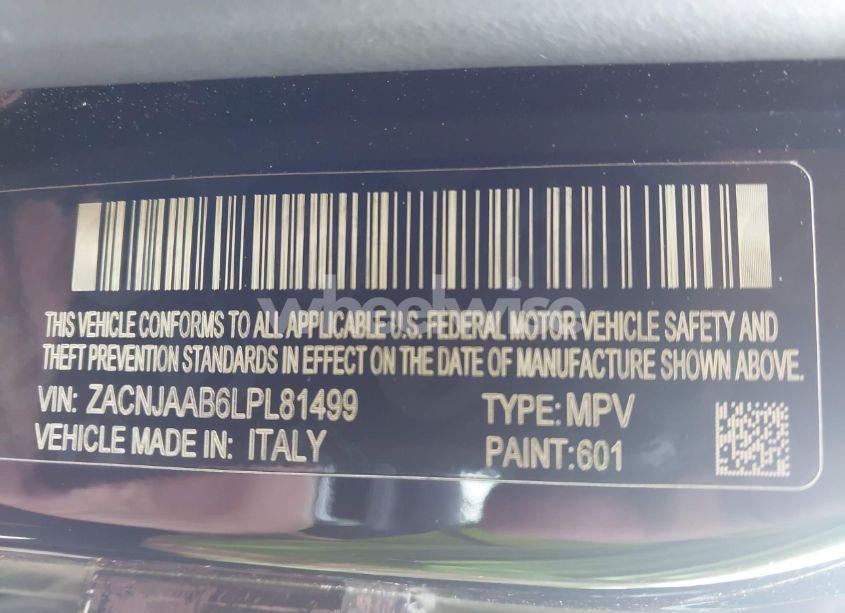 wheelwise
THIS VEHICLE CONFORMS TO ALL APPLICABLE U.S. FEDERAL MOTOR VEHICLE SAFETY AND
THEFT PREVENTION STANDARDS IN EFFECT ON THE DATE OF MANUFACTURE SHOWN ABOVE.
VIN: ZACNJAAB6LPL81499 TYPE: MPV
VEHICLE MADE IN: ITALY PAINT:601